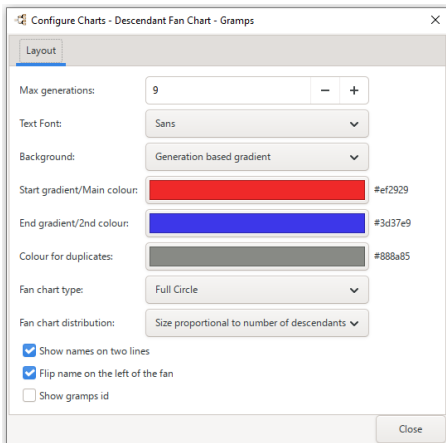 Configure Charts - Descendant Fan Chart - Gramps
Layout
Max generations: 9
Text Font: Sans
Background: Generation based gradient
Start gradient/Main colour: #ef2929
End gradient/2nd colour: #3d37e9
Colour for duplicates: #888a85
Fan chart type: Full Circle
Fan chart distribution: Size proportional to number of descendants
Show names on two lines
Flip name on the left of the fan
Show gramps id
Close